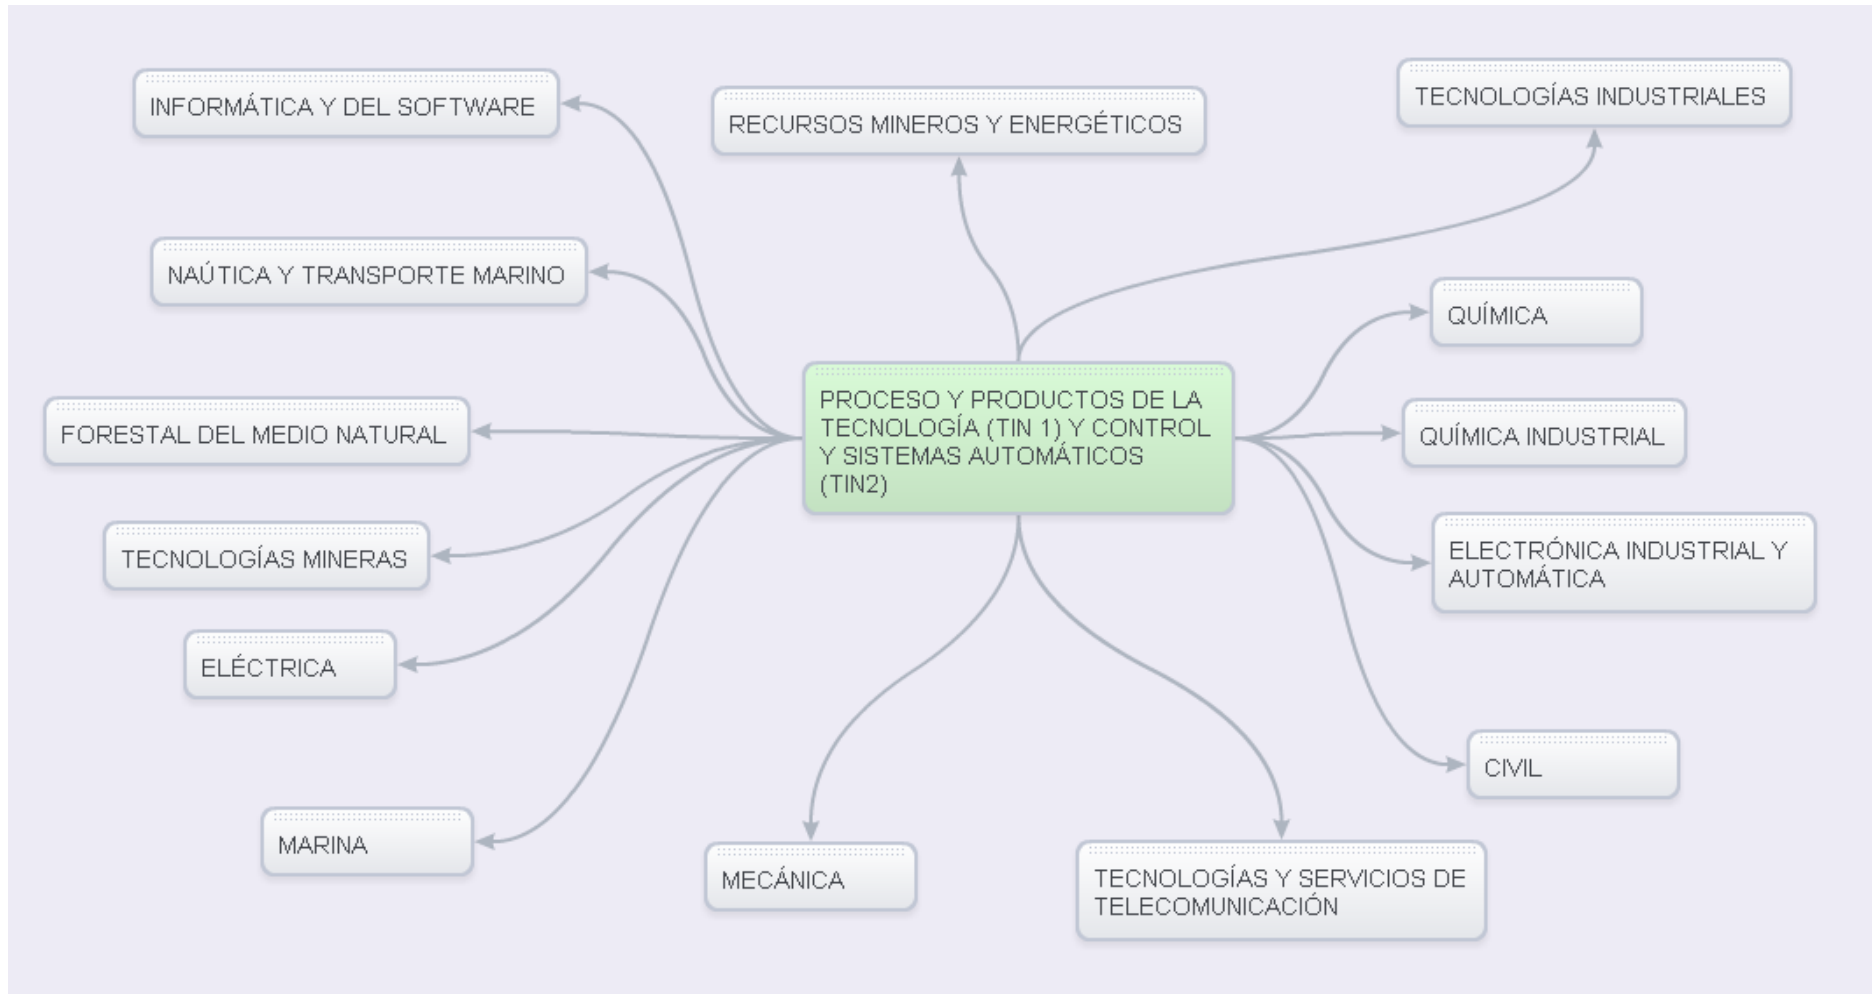 INFORMÁTICA Y DEL SOFTWARE
RECURSOS MINEROS Y ENERGÉTICOS
TECNOLOGÍAS INDUSTRIALES
NAÚTICA Y TRANSPORTE MARINO
QUÍMICA
FORESTAL DEL MEDIO NATURAL
PROCESO Y PRODUCTOS DE LA
TECNOLOGÍA (TIN 1) Y CONTROL
Y SISTEMAS AUTOMÁTICOS
(TIN2)
QUÍMICA INDUSTRIAL
TECNOLOGÍAS MINERAS
ELECTRÓNICA INDUSTRIAL Y
AUTOMÁTICA
ELÉCTRICA
CIVIL
MARINA
MECÁNICA
TECNOLOGÍAS Y SERVICIOS DE
TELECOMUNICACIÓN